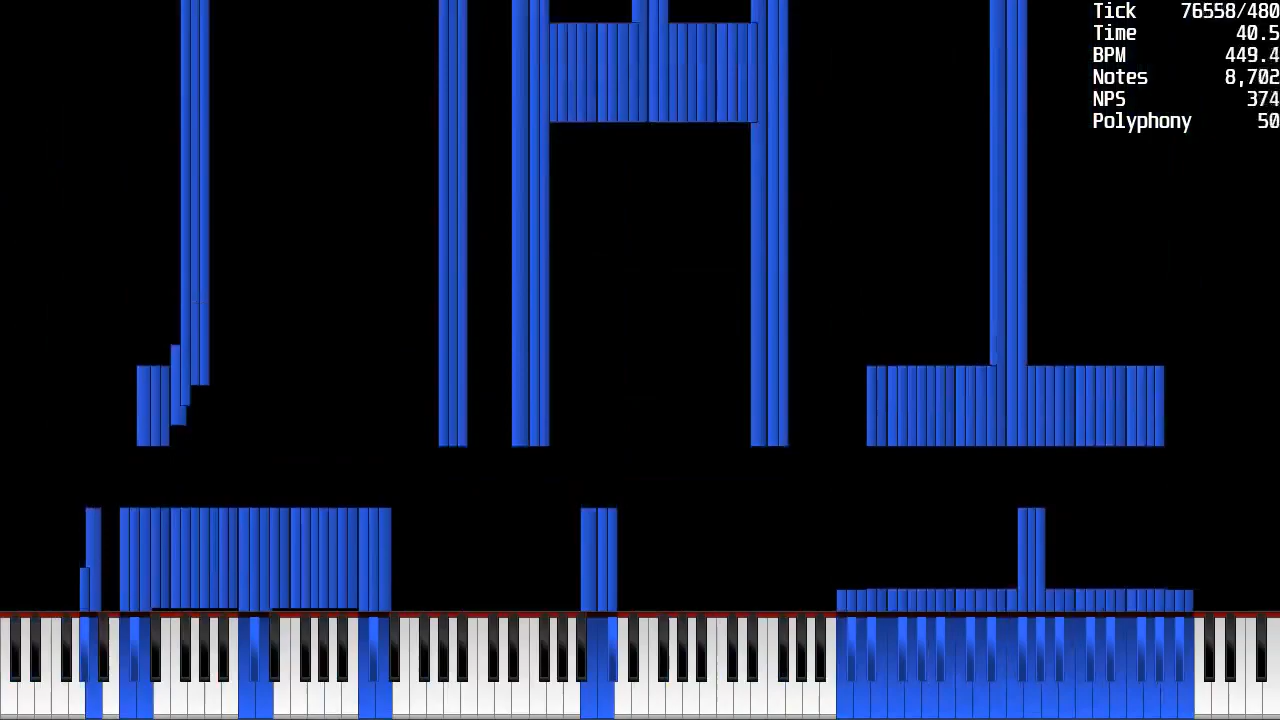 Tick 76558/480
Time 40.5
BPM 449.4
Notes 8,702
NPS 374
Polyphony 50